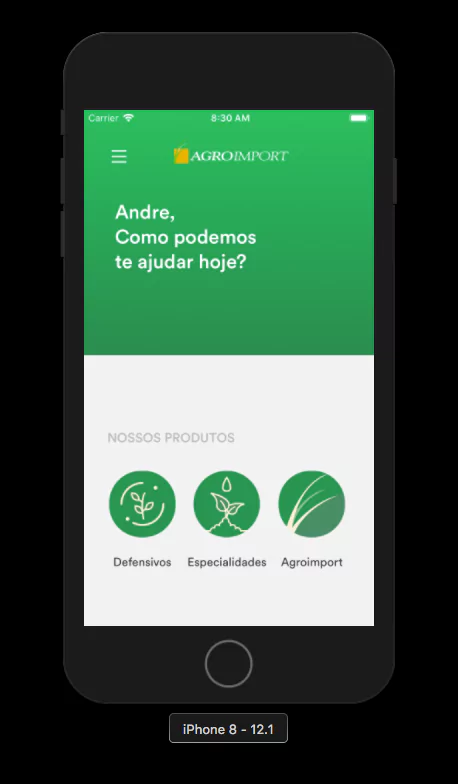 Carrier
8:30 AM
AGROIMPORT
Andre,
Como podemos
te ajudar hoje?
NOSSOS PRODUTOS
Defensivos
Especialidades
Agroimport
iPhone 8 - 12.1